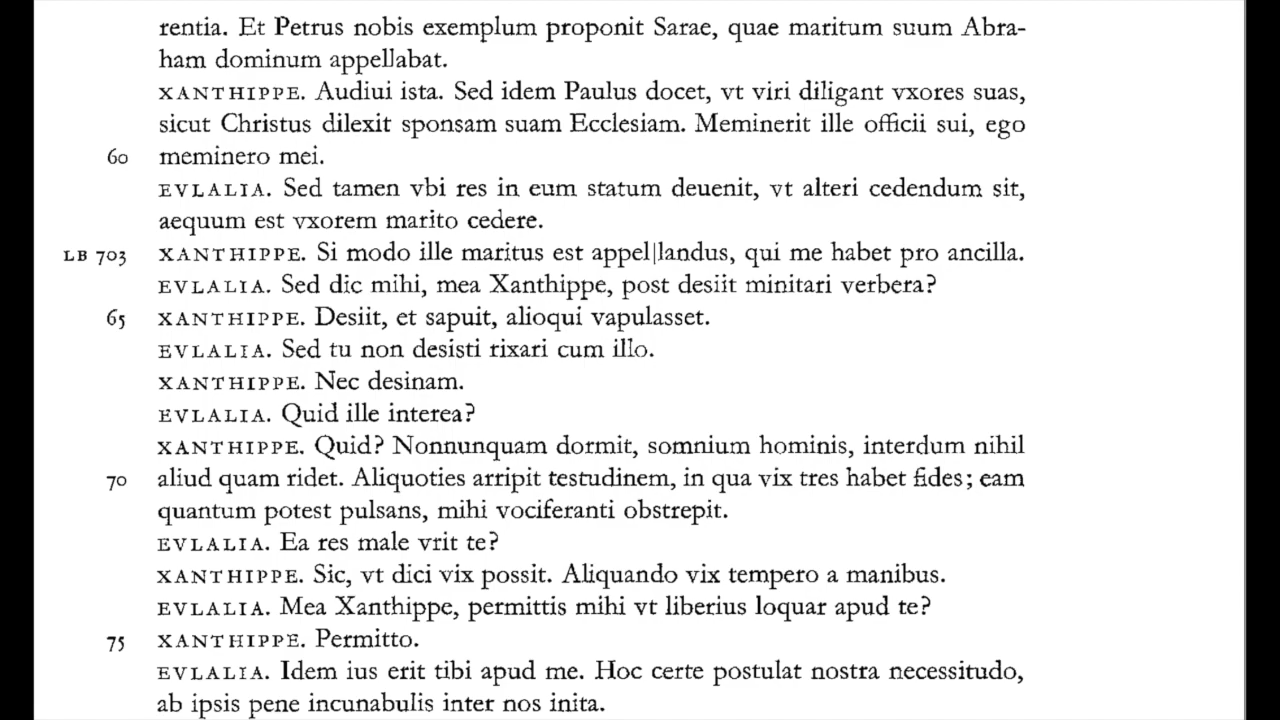 rentia. Et Petrus nobis exemplum proponit Sarae, quae maritum suum Abra-
ham dominum appellabat.
XANTHIPPE. Audiui ista. Sed idem Paulus docet, vt viri diligant vxores suas,
sicut Christus dilexit sponsam suam Ecclesiam. Meminerit ille officii sui, ego
60 meminero mei.
EVLALIA. Sed tamen vbi res in eum statum deuenit, vt alteri cedendum sit,
aequum est vxorem marito cedere.
LB 703 XANTHIPPE. Si modo ille maritus est appel|landus, qui me habet pro ancilla.
EVLALIA. Sed dic mihi, mea Xanthippe, post desiit minitari verbera?
65 XANTHIPPE. Desiit, et sapuit, alioqui vapulasset.
EVLALIA. Sed tu non desisti rixari cum illo.
XANTHIPPE. Nec desinam.
EVLALIA. Quid ille interea?
XANTHIPPE. Quid? Nonnunquam dormit, somnium hominis, interdum nihil
70 aliud quam ridet. Aliquoties arripit testudinem, in qua vix tres habet fides; eam
quantum potest pulsans, mihi vociferanti obstrepit.
EVLALIA. Ea res male vrit te?
XANTHIPPE. Sic, vt dici vix possit. Aliquando vix tempero a manibus.
EVLALIA. Mea Xanthippe, permittis mihi vt liberius loquar apud te?
75 XANTHIPPE. Permitto.
EVLALIA. Idem ius erit tibi apud me. Hoc certe postulat nostra necessitudo,
ab ipsis pene incunabulis inter nos inita.